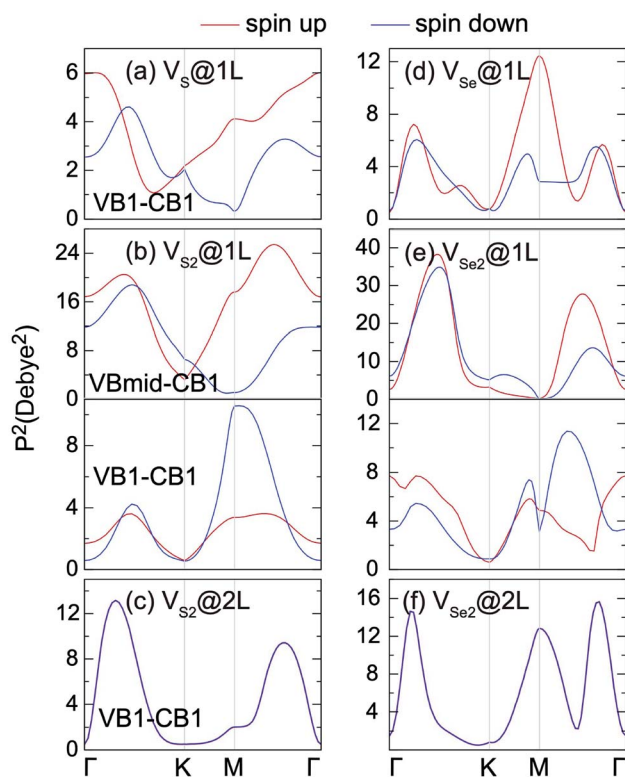 spin up
spin down
P²(Debye²)
6
4
2
0
(a) V_S@1L
VB1-CB1
12
8
4
0
(d) V_Se@1L
24
16
8
0
(b) V_S2@1L
VBmid-CB1
40
30
20
10
0
(e) V_Se2@1L
8
4
0
VB1-CB1
12
8
4
0
12
8
4
0
(c) V_S2@2L
VB1-CB1
16
12
8
4
0
(f) V_Se2@2L
Γ K M Γ
Γ K M Γ